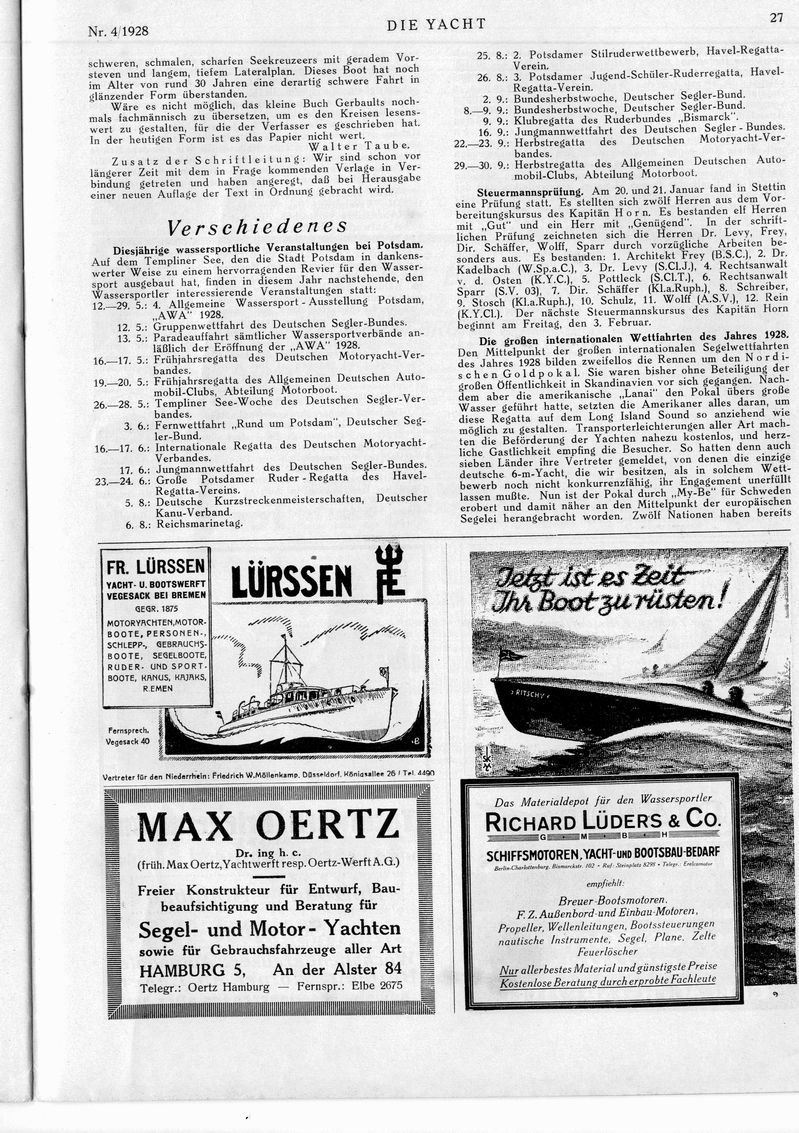 Nr. 4/1928
DIE YACHT
27
schweren, schmalen, scharfen Seekreuzeers mit geradem Vor-
steven und langem, tiefem Lateralplan. Dieses Boot hat noch
im Alter von rund 30 Jahren eine derartig schwere Fahrt in
glänzender Form überstanden.
Wäre es nicht möglich, das kleine Buch Gerbaults noch-
mals fachmännisch zu übersetzen, um es den Kreisen lesens-
wert zu gestalten, für die der Verfasser es geschrieben hat.
In der heutigen Form ist es das Papier nicht wert.
Walter Taube.
Zusatz der Schriftleitung: Wir sind schon vor
längerer Zeit mit dem in Frage kommenden Verlage in Ver-
bindung getreten und haben angeregt, daß bei Herausgabe
einer neuen Auflage der Text in Ordnung gebracht wird.
Verschiedenes
Diesjährige wassersportliche Veranstaltungen bei Potsdam.
Auf dem Templiner See, den die Stadt Potsdam in dankens-
werter Weise zu einem hervorragenden Revier für den Wasser-
sport ausgebaut hat, finden in diesem Jahr nachstehende, den
Wassersportler interessierende Veranstaltungen statt:
12.—29. 5.: 4. Allgemeine Wassersport - Ausstellung Potsdam,
„AWA" 1928.
12. 5.: Gruppenwettfahrt des Deutschen Segler-Bundes.
13. 5.: Paradeauffahrt sämtlicher Wassersportverbände an-
läßlich der Eröffnung der „AWA" 1928.
16.—17. 5.: Frühjahrsregatta des Deutschen Motoryacht-Ver-
bandes.
19.—20. 5.: Frühjahrsregatta des Allgemeinen Deutschen Auto-
mobil-Clubs, Abteilung Motorboot.
26.—28. 5.: Templiner See-Woche des Deutschen Segler-Ver-
bandes.
3. 6.: Fernwettfahrt „Rund um Potsdam", Deutscher Seg-
ler-Bund.
16.—17. 6.: Internationale Regatta des Deutschen Motoryacht-
Verbandes.
17. 6.: Jungmannwettfahrt des Deutschen Segler-Bundes.
23.—24. 6.: Große Potsdamer Ruder - Regatta des Havel-
Regatta-Vereins.
5. 8.: Deutsche Kurzstreckenmeisterschaften, Deutscher
Kanu-Verband.
6. 8.: Reichsmarinetag.
25. 8.: 2. Potsdamer Stilruderwettbewerb, Havel-Regatta-
Verein.
26. 8.: 3. Potsdamer Jugend-Schüler-Ruderregatta, Havel-
Regatta-Verein.
2. 9.: Bundesherbstwoche, Deutscher Segler-Bund.
8.—9. 9.: Bundesherbstwoche, Deutscher Segler-Bund.
9. 9.: Klubregatta des Ruderbundes „Bismarck".
16. 9.: Jungmannwettfahrt des Deutschen Segler - Bundes.
22.—23. 9.: Herbstregatta des Deutschen Motoryacht-Ver-
bandes.
29.—30. 9.: Herbstregatta des Allgemeinen Deutschen Auto-
mobil-Clubs, Abteilung Motorboot.
Steuermannsprüfung. Am 20. und 21. Januar fand in Stettin
eine Prüfung statt. Es stellten sich zwölf Herren aus dem Vor-
bereitungskursus des Kapitän Horn. Es bestanden elf Herren
mit „Gut" und ein Herr mit „Genügend". In der schrift-
lichen Prüfung zeichneten sich die Herren Dr. Levy, Frey,
Dir. Schäffer, Wolff, Sparr durch vorzügliche Arbeiten be-
sonders aus. Es bestanden: 1. Architekt Frey (B.S.C.), 2. Dr.
Kadelbach (W.Sp.a.C.), 3. Dr. Levy (S.Cl.J.), 4. Rechtsanwalt
v. d. Osten (K.Y.C.), 5. Pottleck (S.Cl.T.), 6. Rechtsanwalt
Sparr (S.V. 03), 7. Dir. Schäffer (Kl.a.Ruph.), 8. Schreiber,
9. Stosch (Kl.a.Ruph.), 10. Schulz, 11. Wolff (A.S.V.), 12. Rein
(K.Y.Cl.). Der nächste Steuermannskursus des Kapitän Horn
beginnt am Freitag, den 3. Februar.
Die großen internationalen Wettfahrten des Jahres 1928.
Den Mittelpunkt der großen internationalen Segelwettfahrten
des Jahres 1928 bilden zweifellos die Rennen um den Nordi-
schen Goldpokal. Sie waren bisher ohne Beteiligung der
großen Öffentlichkeit in Skandinavien vor sich gegangen. Nach-
dem aber die amerikanische „Lanai" den Pokal übers große
Wasser geführt hatte, setzten die Amerikaner alles daran, um
diese Regatta auf dem Long Island Sound so anziehend wie
möglich zu gestalten. Transporterleichterungen aller Art mach-
ten die Beförderung der Yachten nahezu kostenlos, und herz-
liche Gastlichkeit empfing die Besucher. So hatten denn auch
sieben Länder ihre Vertreter gemeldet, von denen die einzige
deutsche 6-m-Yacht, die wir besitzen, als in solchem Wett-
bewerb noch nicht konkurrenzfähig, ihr Engagement unerfüllt
lassen mußte. Nun ist der Pokal durch „My-Be" für Schweden
erobert und damit näher an den Mittelpunkt der europäischen
Segelei herangebracht worden. Zwölf Nationen haben bereits
FR. LÜRSSEN
YACHT- U. BOOTSWERFT
VEGESACK BEI BREMEN
GEGR. 1875
MOTORYACHTEN, MOTOR-
BOOTE, PERSONEN-,
SCHLEPP-, GEBRAUCHS-
BOOTE, SEGELBOOTE,
RUDER- UND SPORT-
BOOTE, KANUS, KAJAKS,
RIEMEN
Fernsprech.
Vegesack 40
LÜRSSEN
Vertreter für den Niederrhein: Friedrich W. Möllenkamp, Düsseldorf, Königsallee 26 / Tel. 4490
MAX OERTZ
Dr. ing h. c.
(früh. Max Oertz, Yachtwerft resp. Oertz-Werft A.G.)
Freier Konstrukteur für Entwurf, Bau-
beaufsichtigung und Beratung für
Segel- und Motor- Yachten
sowie für Gebrauchsfahrzeuge aller Art
HAMBURG 5, An der Alster 84
Telegr.: Oertz Hamburg — Fernspr.: Elbe 2675
Jetzt ist es Zeit
Ihr Boot zu rüsten!
RITSCHY
Das Materialdepot für den Wassersportler
RICHARD LÜDERS & CO.
G · M · B · H
SCHIFFSMOTOREN, YACHT- UND BOOTSBAU-BEDARF
Berlin-Charlottenburg, Bismarckstr. 102 • Ruf: Steinplatz 8298 • Telegr.
empfiehlt:
Breuer-Bootsmotoren,
F. Z. Außenbord- und Einbau-Motoren,
Propeller, Wellenleitungen, Bootssteuerungen
nautische Instrumente, Segel, Plane, Zelte
Feuerlöscher
Nur allerbestes Material und günstigste Preise
Kostenlose Beratung durch erprobte Fachleute